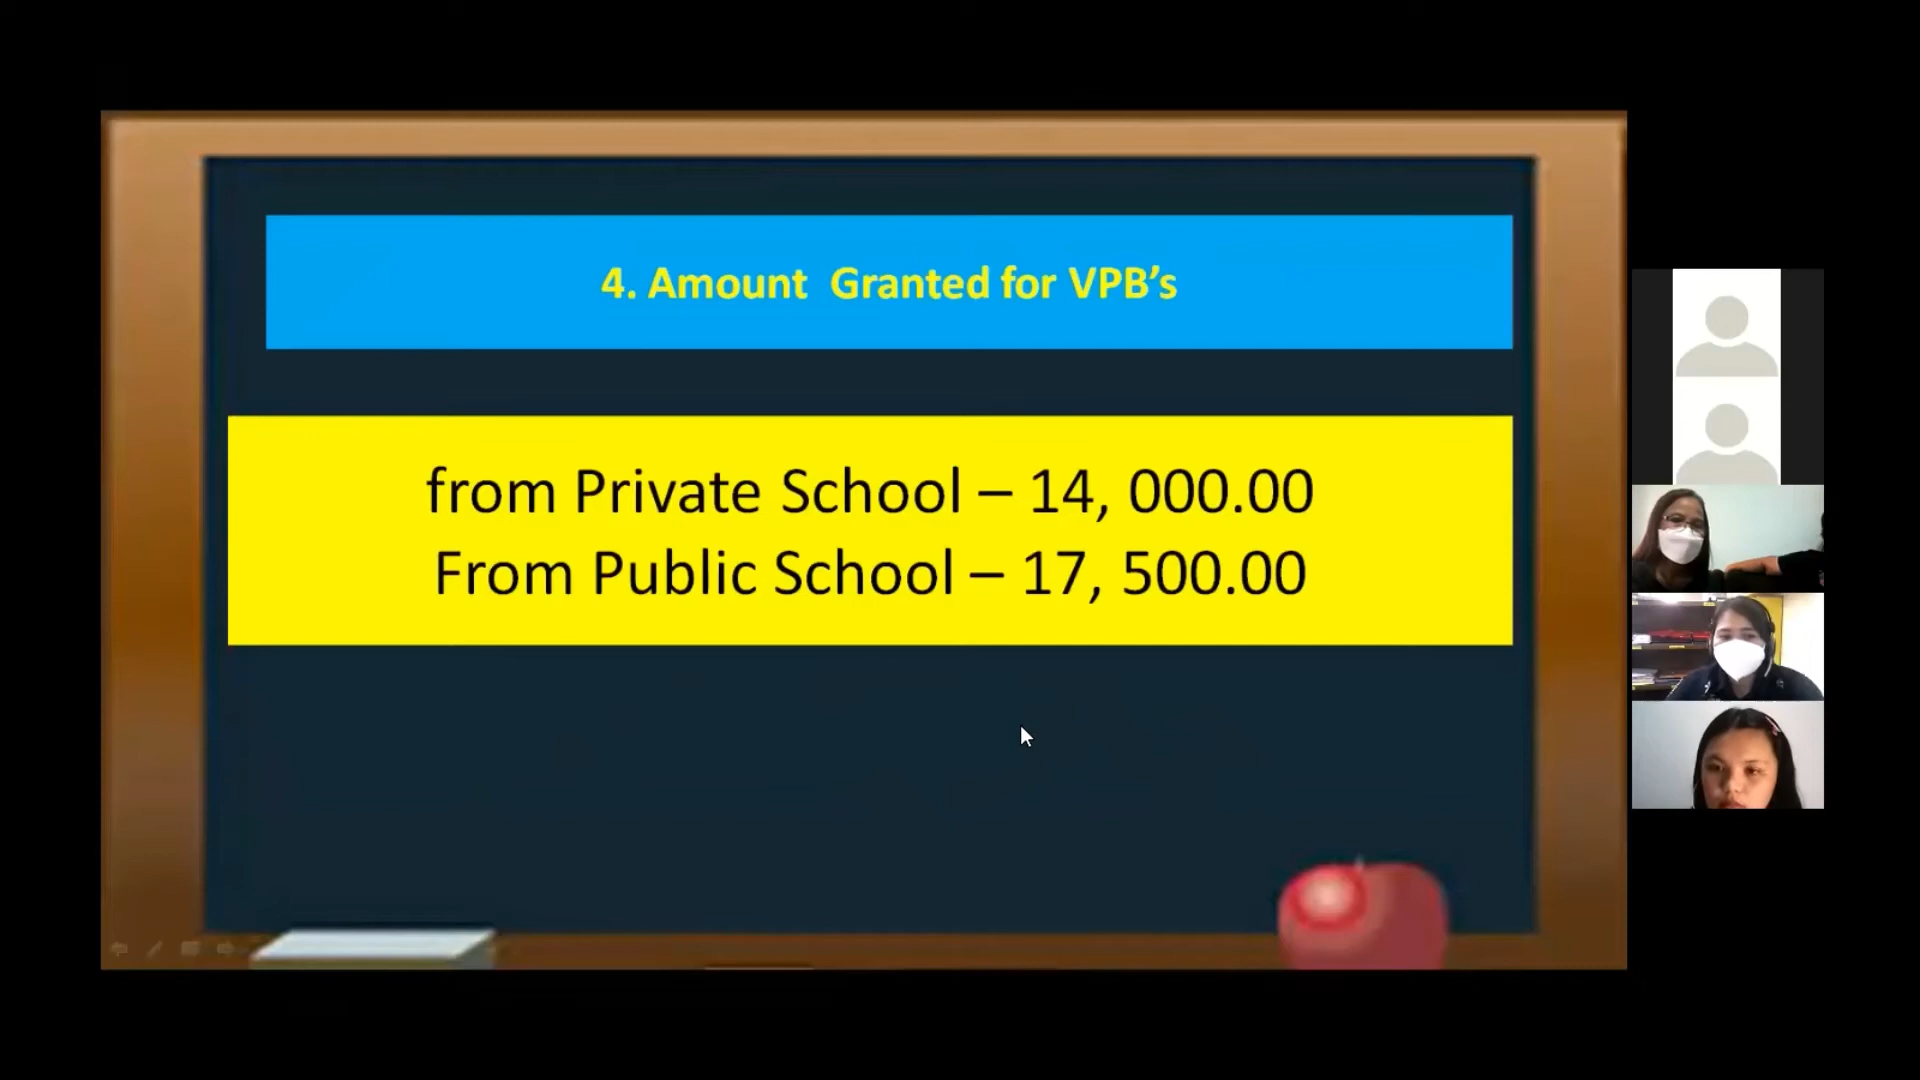 4. Amount  Granted for VPB’s
from Private School – 14, 000.00
From Public School – 17, 500.00